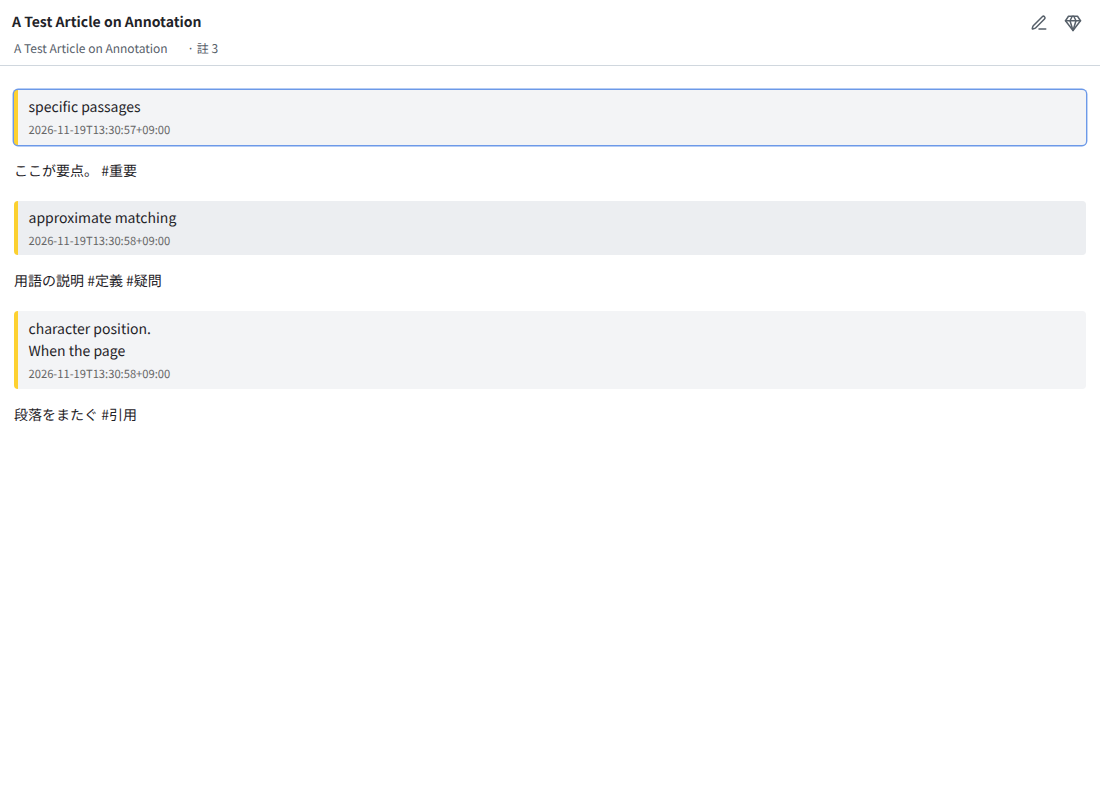 A Test Article on Annotation
A Test Article on Annotation · 註 3
specific passages
2026-11-19T13:30:57+09:00
ここが要点。 #重要
approximate matching
2026-11-19T13:30:58+09:00
用語の説明 #定義 #疑問
character position.
When the page
2026-11-19T13:30:58+09:00
段落をまたぐ #引用